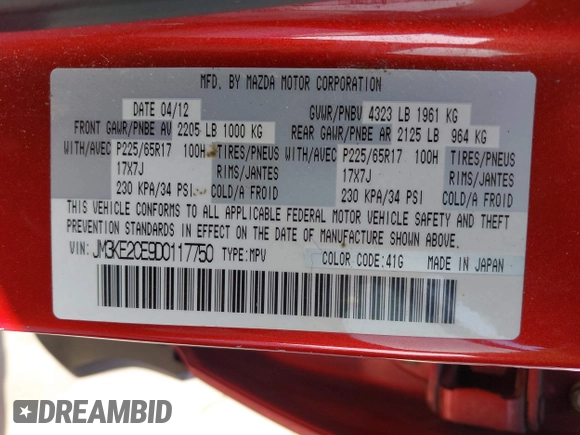 MFD. BY MAZDA MOTOR CORPORATION
DATE 04/12 GVWR/PNBV 4323 LB 1961 KG
FRONT GAWR/PNBE AV 2205 LB 1000 KG REAR GAWR/PNBE AR 2125 LB 964 KG
WITH/AVEC P225/65R17 100H TIRES/PNEUS WITH/AVEC P225/65R17 100H TIRES/PNEUS
17X7J RIMS/JANTES 17X7J RIMS/JANTES
230 KPA/34 PSI COLD/A FROID 230 KPA/34 PSI COLD/A FROID
THIS VEHICLE CONFORMS TO ALL APPLICABLE FEDERAL MOTOR VEHICLE SAFETY AND THEFT
PREVENTION STANDARDS IN EFFECT ON THE DATE OF MANUFACTURE SHOWN ABOVE.
VIN: JM3KE2CE9D0117750 TYPE: MPV COLOR CODE: 41G MADE IN JAPAN
DREAMBID